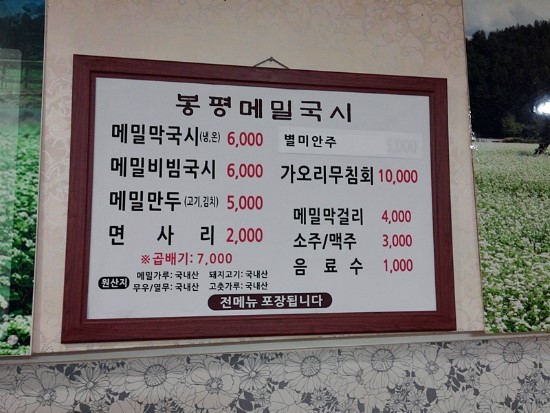 봉평메밀국시
메밀막국시(냉,온) 6,000
메밀비빔국시 6,000
메밀만두(고기,김치) 5,000
면 사 리 2,000
※곱배기: 7,000
별미안주
가오리무침회 10,000
메밀막걸리 4,000
소주/맥주 3,000
음 료 수 1,000
원산지 메밀가루: 국내산 돼지고기: 국내산
무우/열무: 국내산 고춧가루: 국내산
전메뉴 포장됩니다